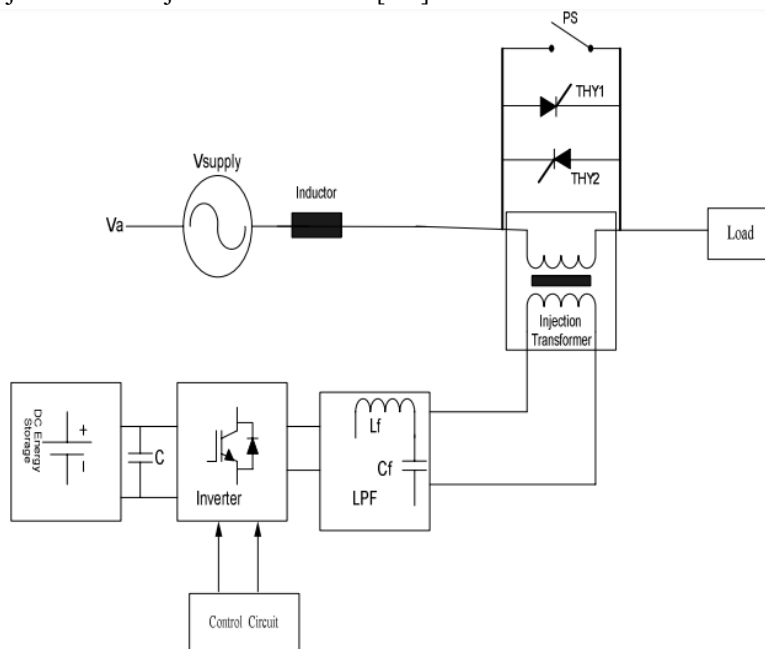 PS
THY1
THY2
Vsupply
Inductor
Va
Load
Injection
Transformer
DC Energy
Storage
+
−
C
Inverter
Lf
Cf
LPF
Control Circuit